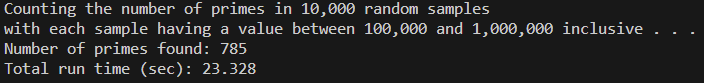 Counting the number of primes in 10,000 random samples
with each sample having a value between 100,000 and 1,000,000 inclusive . . .
Number of primes found: 785
Total run time (sec): 23.328